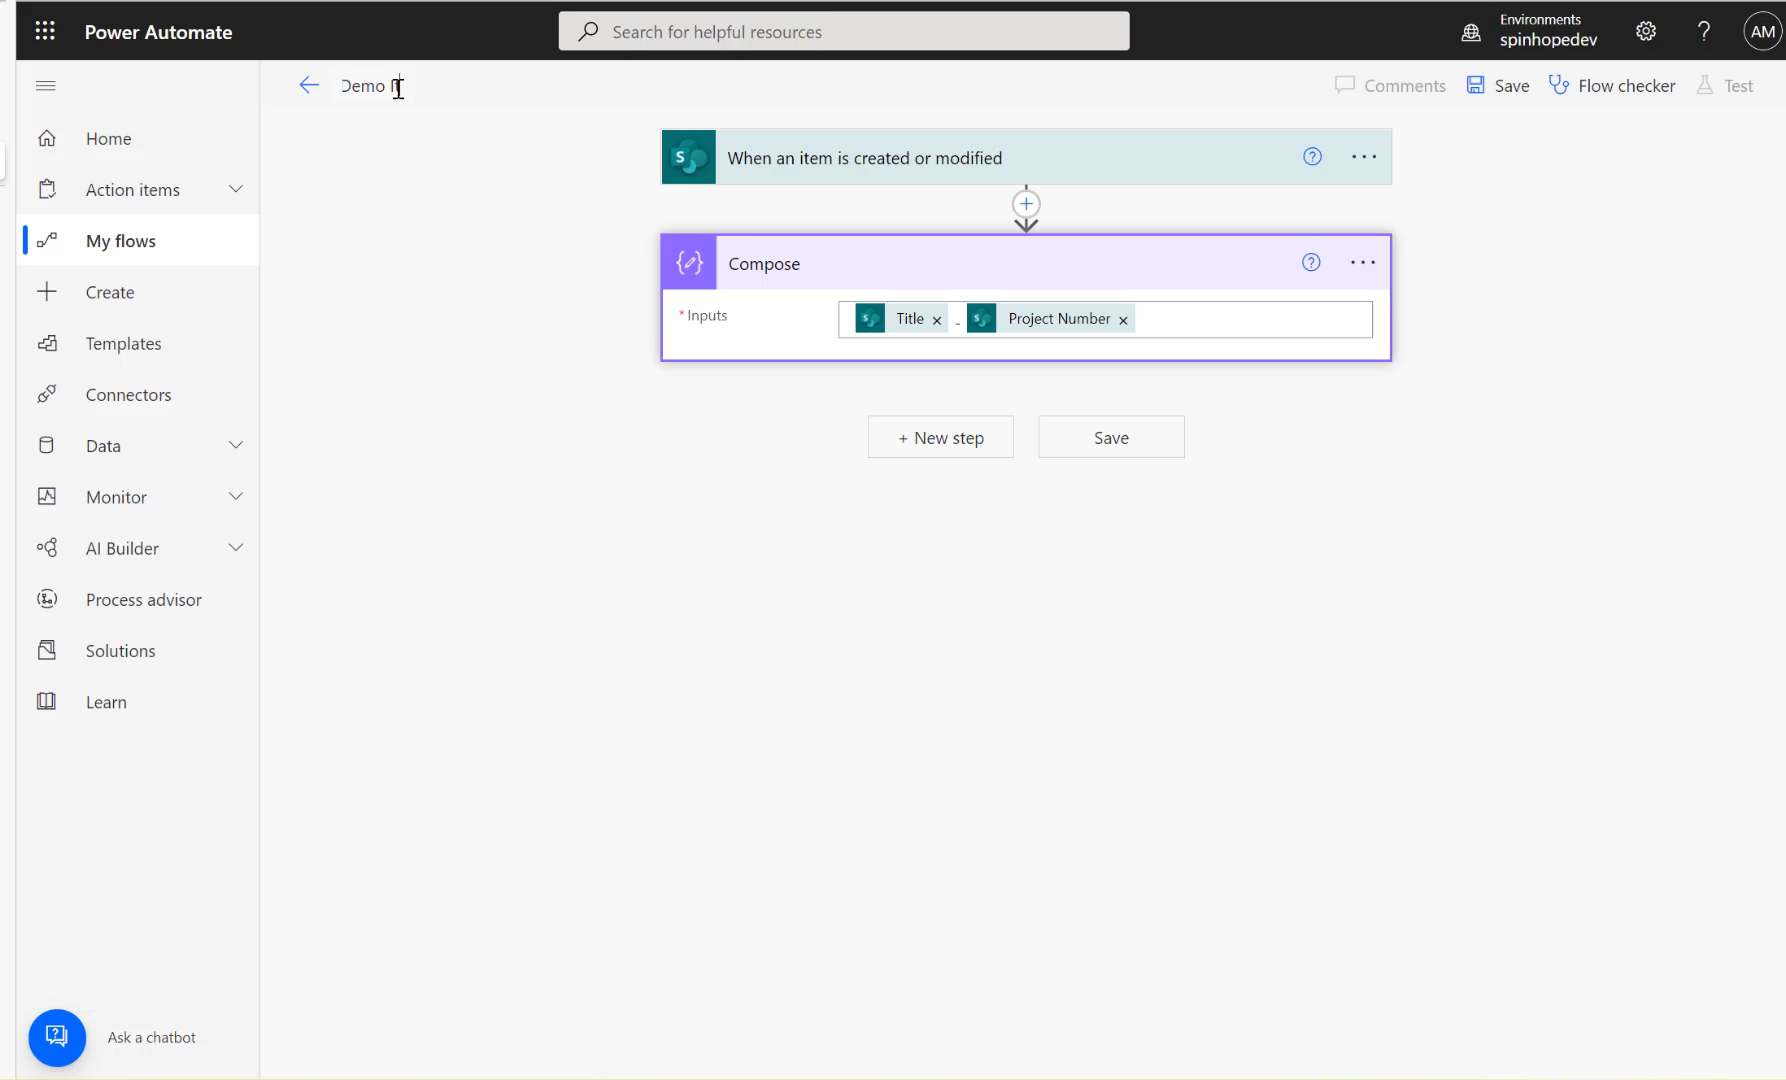 Power Automate
Search for helpful resources
Environments
spinhopedev
?
AM
Demo
Comments
Save
Flow checker
Test
Home
Action items
My flows
Create
Templates
Connectors
Data
Monitor
AI Builder
Process advisor
Solutions
Learn
Ask a chatbot
S When an item is created or modified ? ...
+
Compose ? ...
* Inputs
Title × - Project Number ×
+ New step
Save